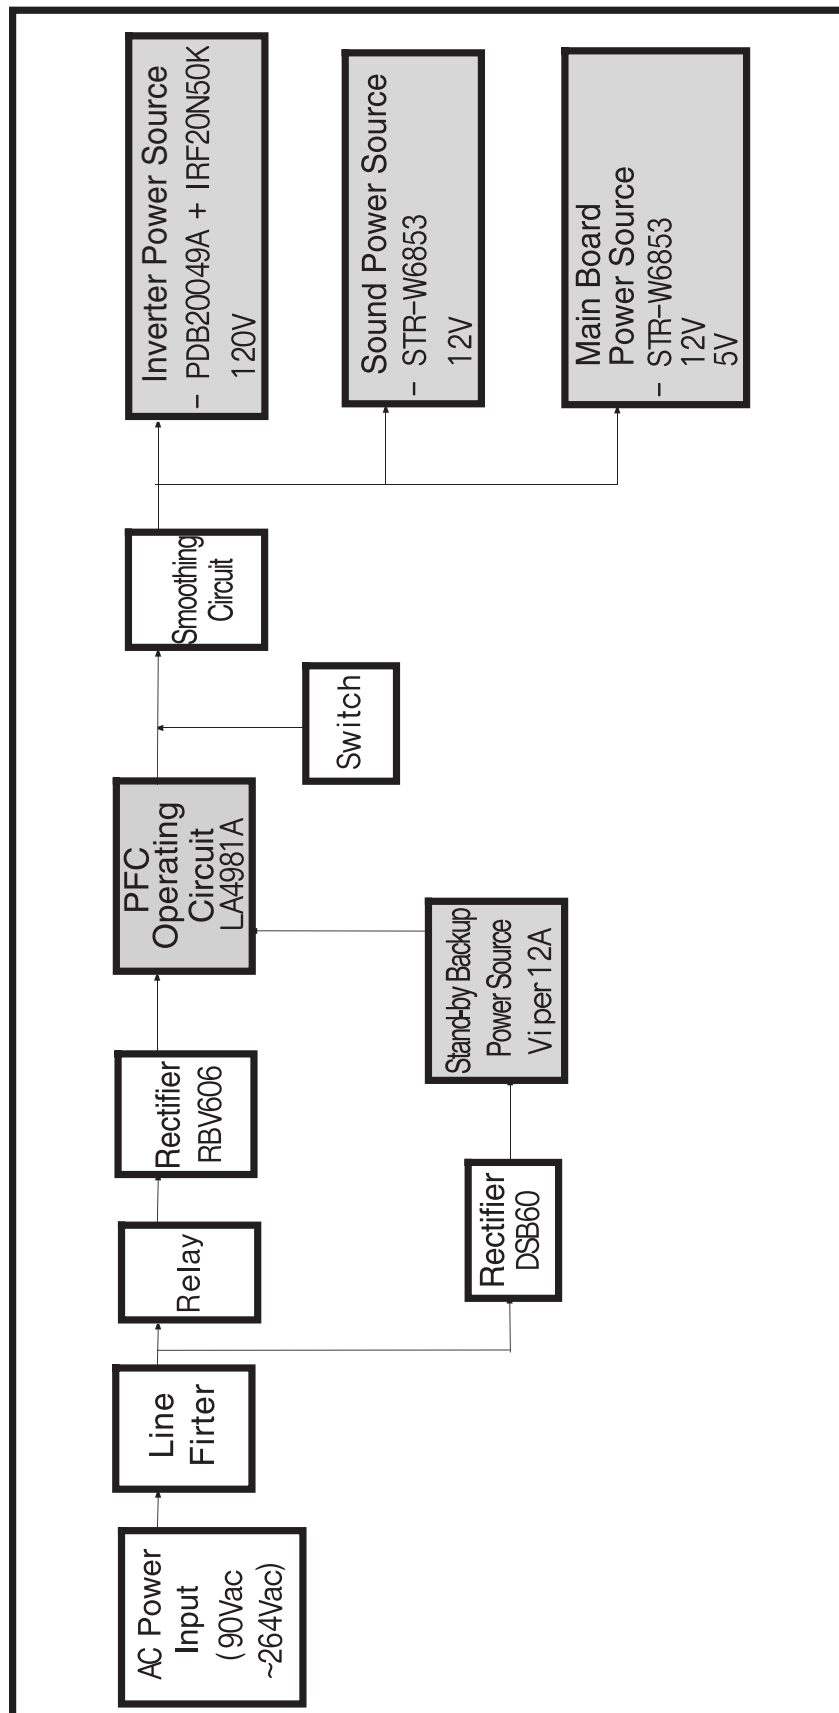 AC Power
Input
(90Vac
~264Vac)
Line
Firter
Relay
Rectifier
RBV606
PFC
Operating
Circuit
LA4981A
Smoothing
Circuit
Inverter Power Source
- PDB20049A + IRF20N50K
120V
Switch
Sound Power Source
- STR-W6853
12V
Rectifier
DSB60
Stand-by Backup
Power Source
Viper12A
Main Board
Power Source
- STR-W6853
12V
5V